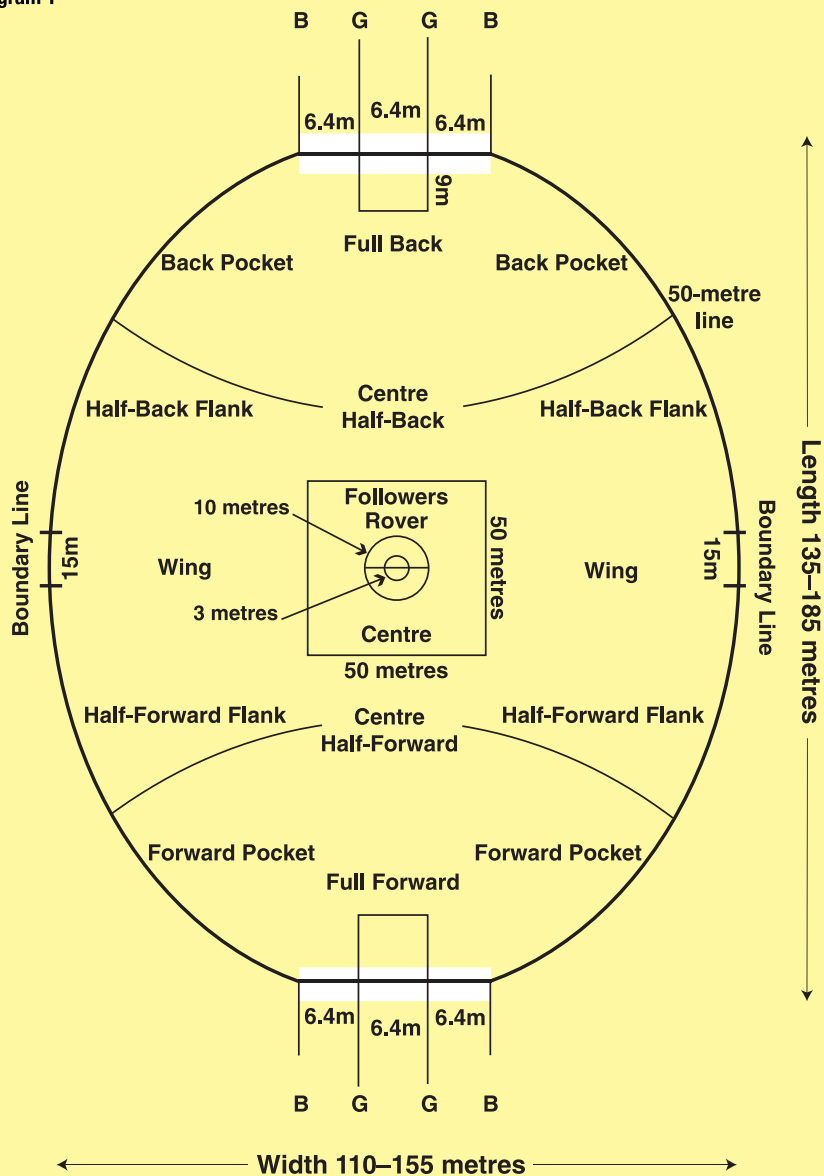 B G G B
6.4m 6.4m 6.4m
9m
Full Back
Back Pocket Back Pocket
50-metre
line
Centre
Half-Back
Half-Back Flank Half-Back Flank
Followers
Rover
10 metres
50 metres
Boundary Line
15m
Wing Wing
15m
Boundary Line
Length 135–185 metres
3 metres
Centre
50 metres
Half-Forward Flank Half-Forward Flank
Centre
Half-Forward
Forward Pocket Forward Pocket
Full Forward
6.4m 6.4m 6.4m
B G G B
Width 110–155 metres